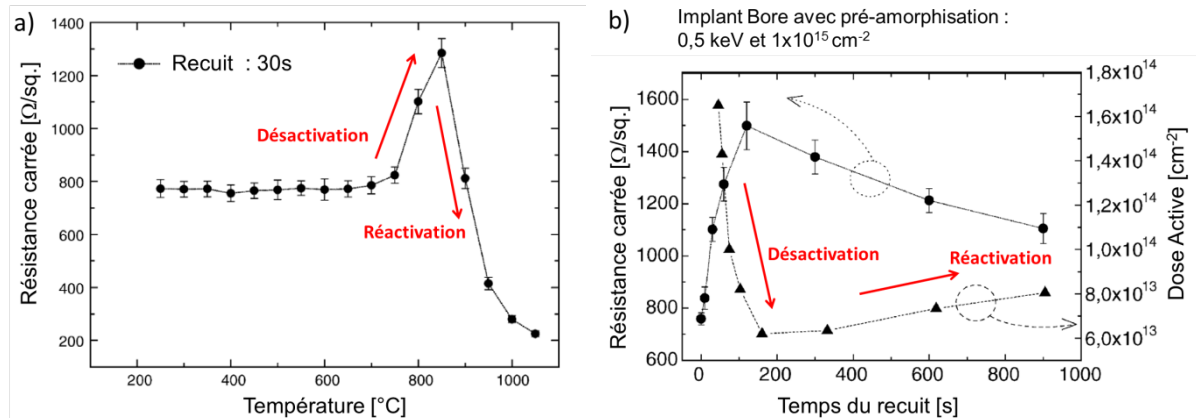 a)
Résistance carrée [Ω/sq.]
1400
1200
1000
800
600
400
200
Recuit : 30s
Désactivation
Réactivation
200
400
600
800
1000
Température [°C]
b)
Implant Bore avec pré-amorphisation :
0,5 keV et 1x10¹⁵ cm⁻²
Résistance carrée [Ω/sq.]
1600
1400
1200
1000
800
600
Désactivation
Réactivation
0
200
400
600
800
1000
Temps du recuit [s]
1,8x10¹⁴
1,6x10¹⁴
1,4x10¹⁴
1,2x10¹⁴
1,0x10¹⁴
8,0x10¹³
6,0x10¹³
Dose Active [cm⁻²]